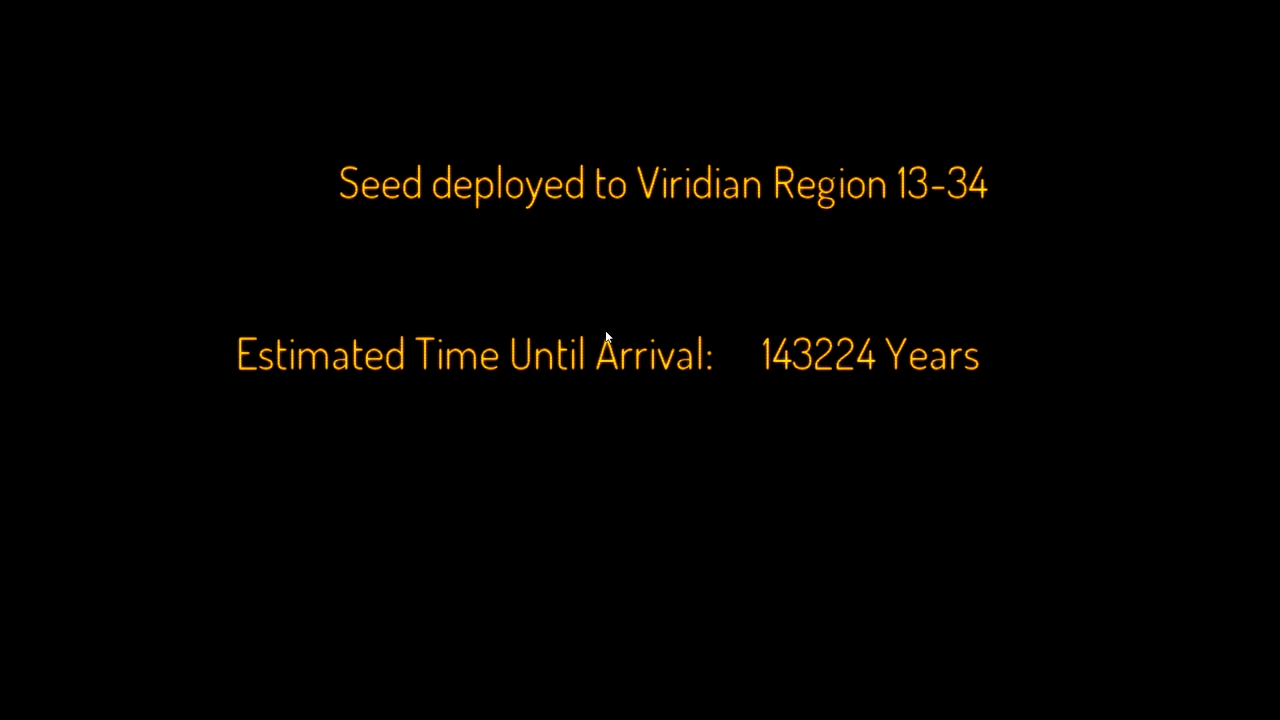 Seed deployed to Viridian Region 13-34
Estimated Time Until Arrival: 143224 Years